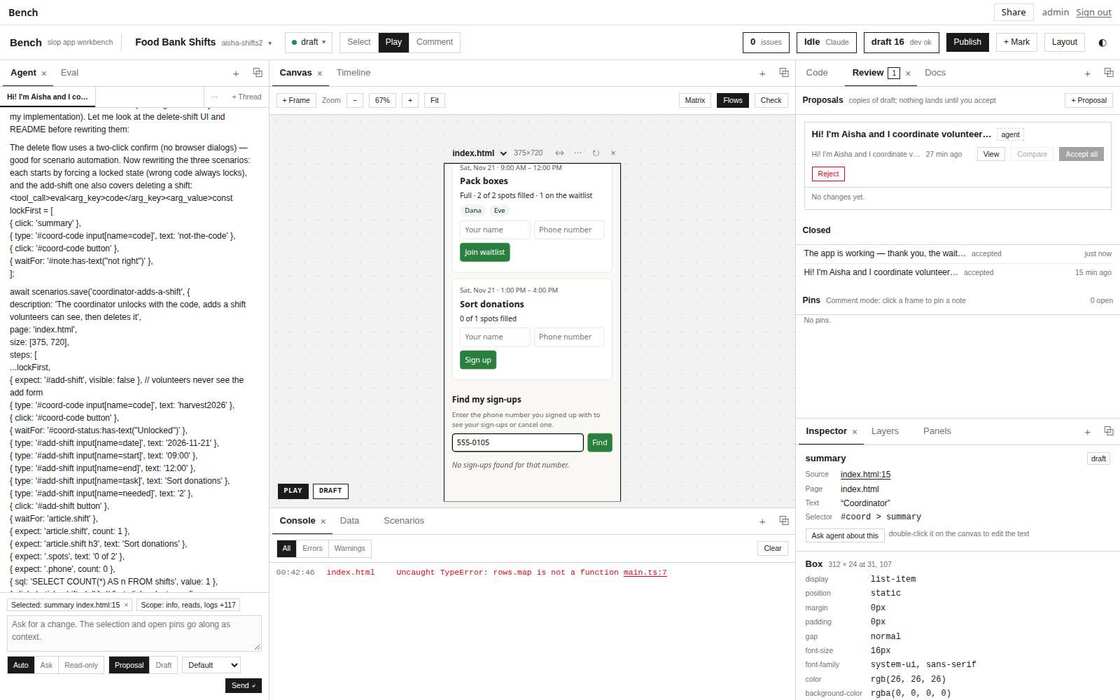 Bench
Share
admin
Sign out
Bench slop app workbench
Food Bank Shifts aisha-shifts2
draft
Select
Play
Comment
0 issues
Idle Claude
draft 16 dev ok
Publish
+ Mark
Layout
Agent ×
Eval
Hi! I'm Aisha and I co…
+ Thread
my implementation). Let me look at the delete-shift UI and
README before rewriting them:
The delete flow uses a two-click confirm (no browser dialogs) —
good for scenario automation. Now rewriting the three scenarios:
each starts by forcing a locked state (wrong code always locks),
and the add-shift one also covers deleting a shift:
<tool_call>eval<arg_key>code</arg_key><arg_value>const
lockFirst = [
{ click: 'summary' },
{ type: '#coord-code input[name=code]', text: 'not-the-code' },
{ click: '#coord-code button' },
{ waitFor: '#note:has-text("not right")' },
];
await scenarios.save('coordinator-adds-a-shift', {
description: 'The coordinator unlocks with the code, adds a shift
volunteers can see, then deletes it',
page: 'index.html',
size: [375, 720],
steps; [
...lockFirst,
{ expect: '#add-shift', visible: false }, // volunteers never see the
add form
{ type: '#coord-code input[name=code]', text: 'harvest2026' },
{ click: '#coord-code button' },
{ waitFor: '#coord-status:has-text("Unlocked")' },
{ type: '#add-shift input[name=date]', text: '2026-11-21' },
{ type: '#add-shift input[name=start]', text: '09:00' },
{ type: '#add-shift input[name=end]', text: '12:00' },
{ type: '#add-shift input[name=task]', text: 'Sort donations' },
{ type: '#add-shift input[name=needed]', text: '2' },
{ click: '#add-shift button' },
{ waitFor: 'article.shift' },
{ expect: 'article.shift', count: 1 },
{ expect: 'article.shift h3', text: 'Sort donations' },
{ expect: '.spots', text: '0 of 2' },
{ expect: '.phone', count: 0 },
{ sql: 'SELECT COUNT(*) AS n FROM shifts', value: 1 },
Selected: summary index.html:15 ×
Scope: info, reads, logs +117
Ask for a change. The selection and open pins go along as
context.
Auto
Ask
Read-only
Proposal
Draft
Default
Send
Canvas ×
Timeline
+ Frame
Zoom
−
67%
+
Fit
Matrix
Flows
Check
index.html
375×720
Sat, Nov 21 · 9:00 AM – 12:00 PM
Pack boxes
Full · 2 of 2 spots filled · 1 on the waitlist
Dana
Eve
Your name
Phone number
Join waitlist
Sat, Nov 21 · 1:00 PM – 4:00 PM
Sort donations
0 of 1 spots filled
Your name
Phone number
Sign up
Find my sign-ups
Enter the phone number you signed up with to
see your sign-ups or cancel one.
555-0105
Find
No sign-ups found for that number.
PLAY
DRAFT
Console ×
Data
Scenarios
All
Errors
Warnings
Clear
00:42:46 index.html Uncaught TypeError: rows.map is not a function main.ts:7
Code
Review 1 ×
Docs
Proposals copies of draft; nothing lands until you accept
+ Proposal
Hi! I'm Aisha and I coordinate volunteer… agent
Hi! I'm Aisha and I coordinate v… 27 min ago
View
Compare
Accept all
Reject
No changes yet.
Closed
The app is working — thank you, the wait… accepted just now
Hi! I'm Aisha and I coordinate volunteer… accepted 15 min ago
Pins Comment mode: click a frame to pin a note 0 open
No pins.
Inspector ×
Layers
Panels
summary
draft
Source index.html:15
Page index.html
Text “Coordinator”
Selector #coord > summary
Ask agent about this
double-click it on the canvas to edit the text
Box 312 × 24 at 31, 107
display list-item
position static
margin 0px
padding 0px
gap normal
font-size 16px
font-family system-ui, sans-serif
color rgb(26, 26, 26)
background-color rgba(0, 0, 0, 0)